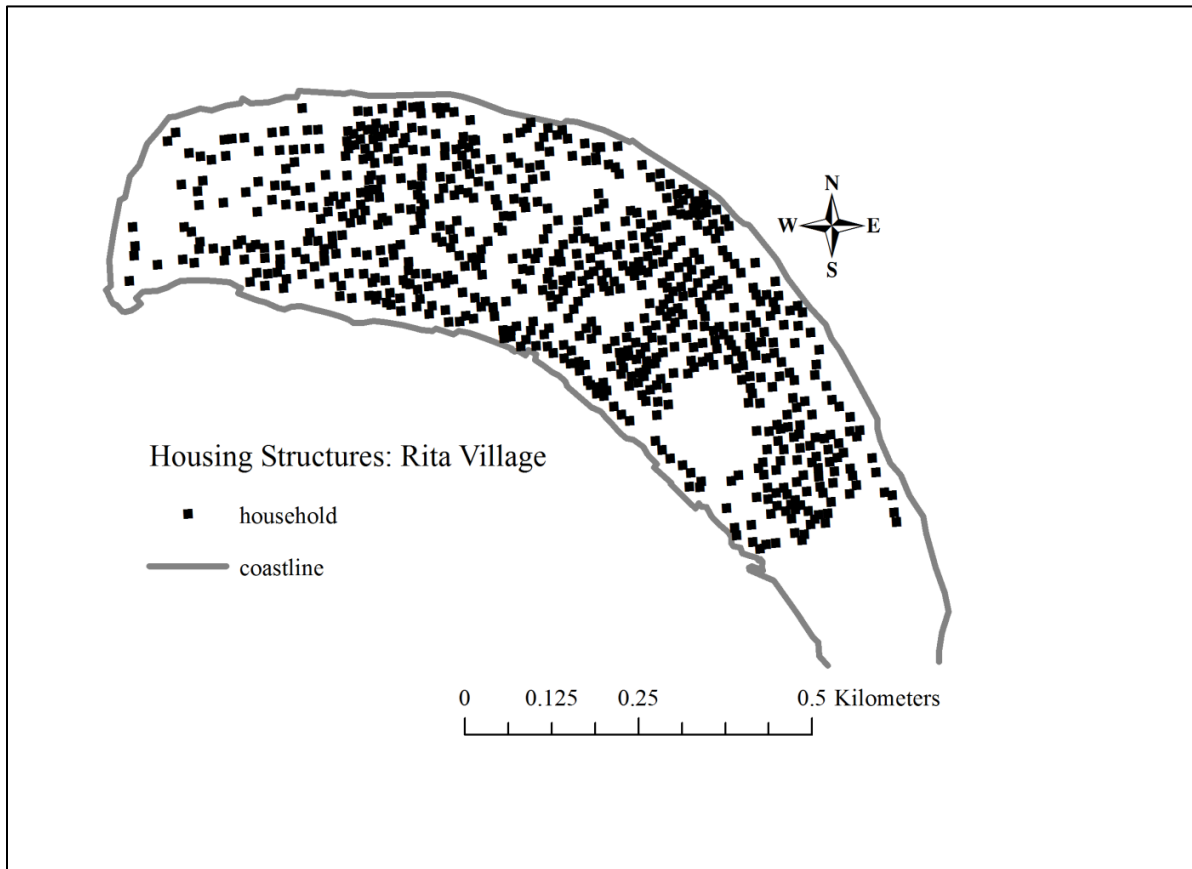 N
W E
S
Housing Structures: Rita Village
household
coastline
0 0.125 0.25 0.5 Kilometers